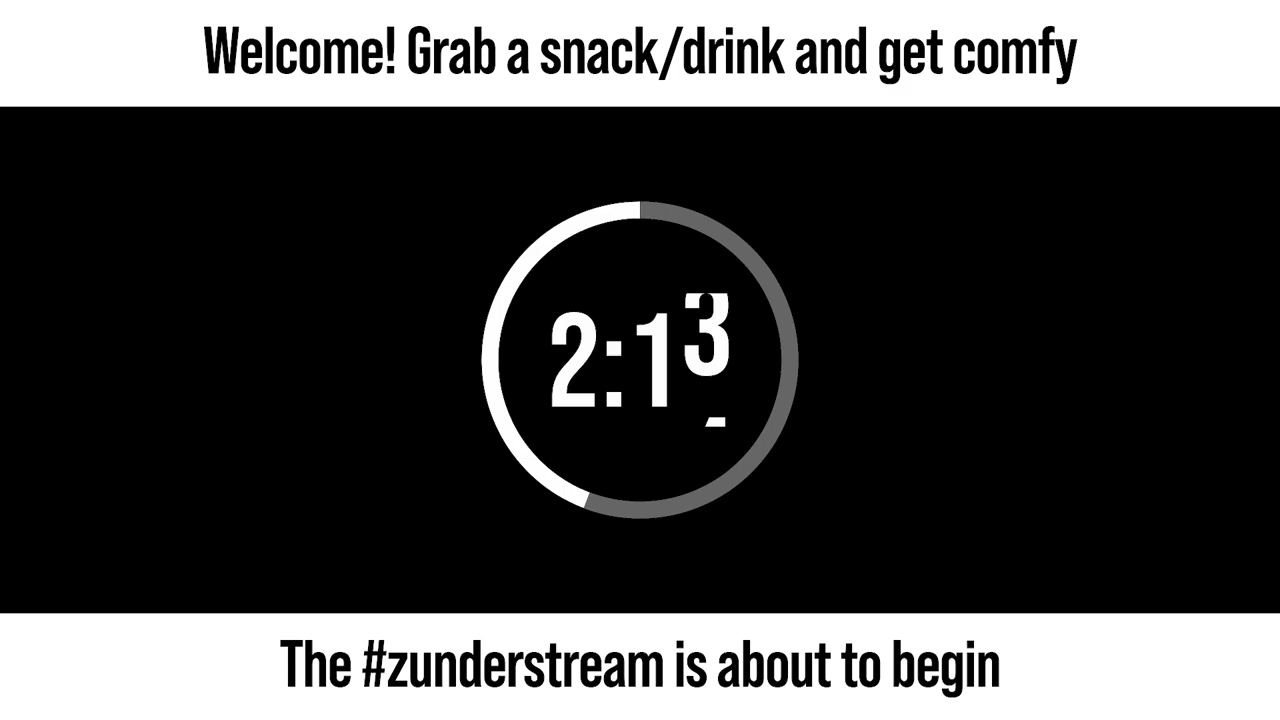 Welcome! Grab a snack/drink and get comfy
2:13
The #zunderstream is about to begin